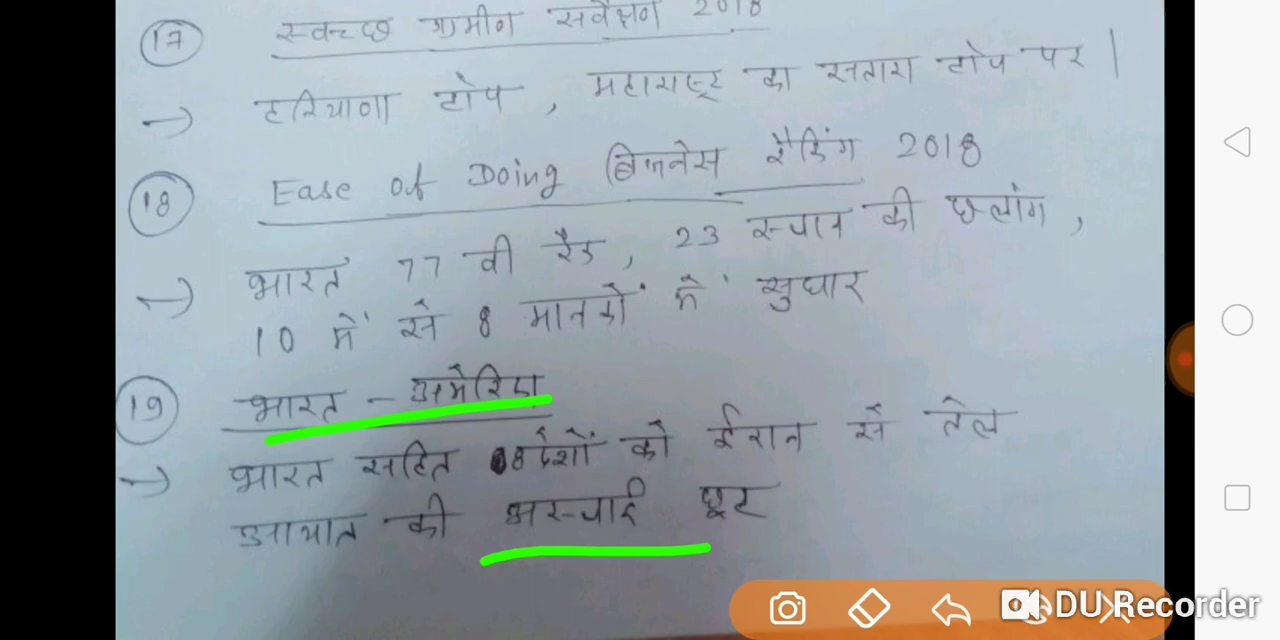 17 स्वच्छ ग्रामीण सर्वेक्षण 2018
→ हरियाणा टॉप, महाराष्ट्र का सतारा टॉप पर |
18 Ease of Doing बिजनेस रैंकिंग 2018
→ भारत 77 वी रैंक, 23 स्थान की छलांग,
10 में से 8 मानकों में सुधार
19 भारत - अमेरिका
→ भारत सहित 08 देशों को ईरान से तेल
आयात की अस्थाई छूट
DU Recorder